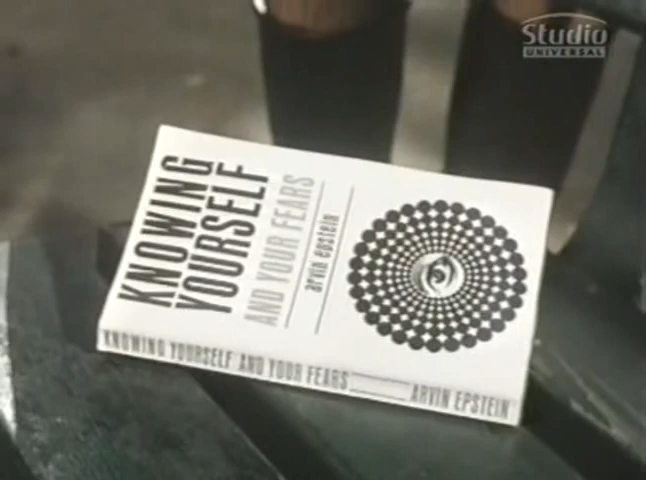 Studio
UNIVERSAL
KNOWING
YOURSELF
AND YOUR FEARS
arvin epstein
KNOWING YOURSELF AND YOUR FEARS ARVIN EPSTEIN